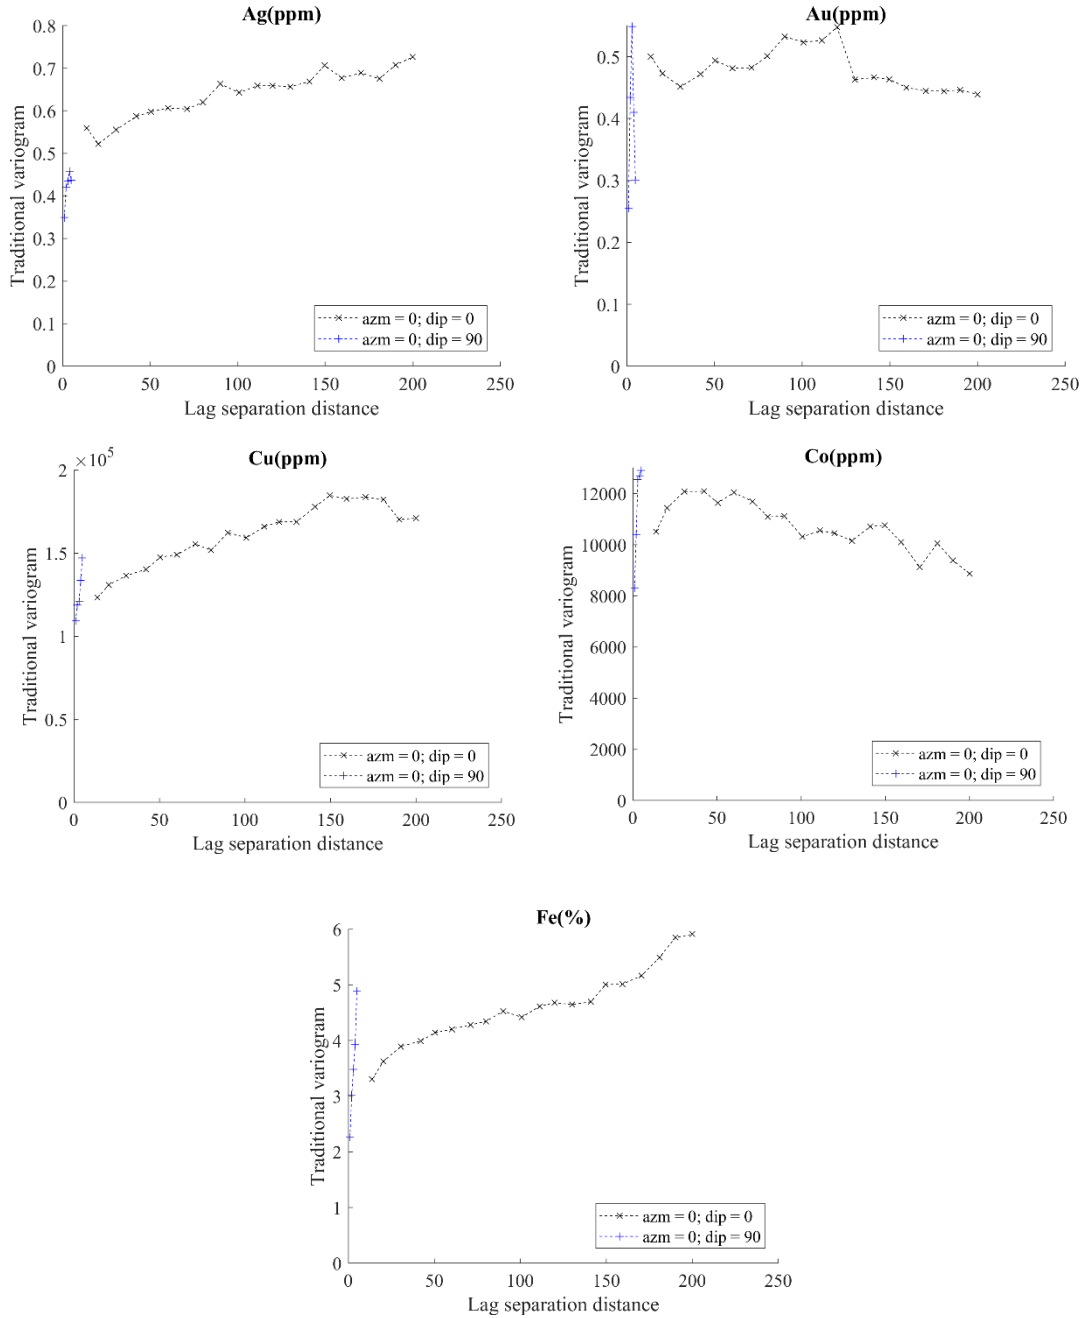 Ag(ppm)
Traditional variogram
0.8
0.7
0.6
0.5
0.4
0.3
0.2
0.1
0
azm = 0; dip = 0
azm = 0; dip = 90
0 50 100 150 200 250
Lag separation distance
Au(ppm)
Traditional variogram
0.5
0.4
0.3
0.2
0.1
0
azm = 0; dip = 0
azm = 0; dip = 90
0 50 100 150 200 250
Lag separation distance
Cu(ppm)
× 10^5
Traditional variogram
2
1.5
1
0.5
0
azm = 0; dip = 0
azm = 0; dip = 90
0 50 100 150 200 250
Lag separation distance
Co(ppm)
Traditional variogram
12000
10000
8000
6000
4000
2000
0
azm = 0; dip = 0
azm = 0; dip = 90
0 50 100 150 200 250
Lag separation distance
Fe(%)
Traditional variogram
6
5
4
3
2
1
0
azm = 0; dip = 0
azm = 0; dip = 90
0 50 100 150 200 250
Lag separation distance